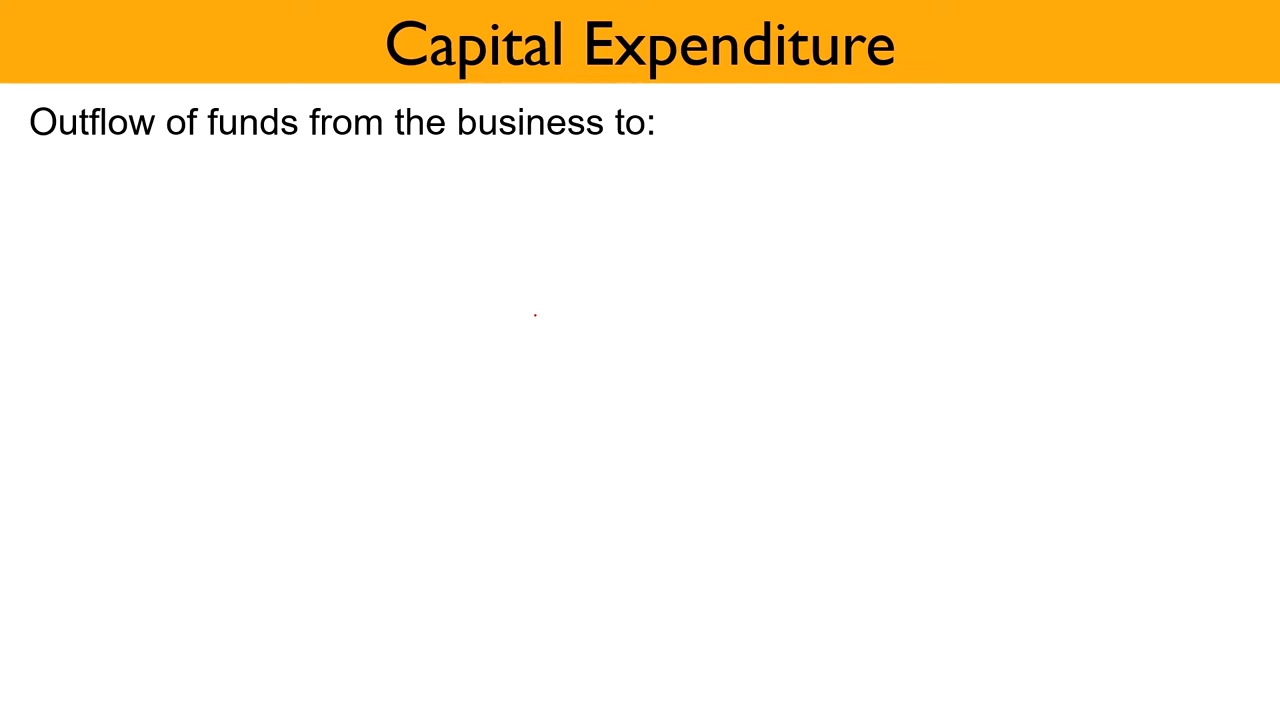 Capital Expenditure
Outflow of funds from the business to: